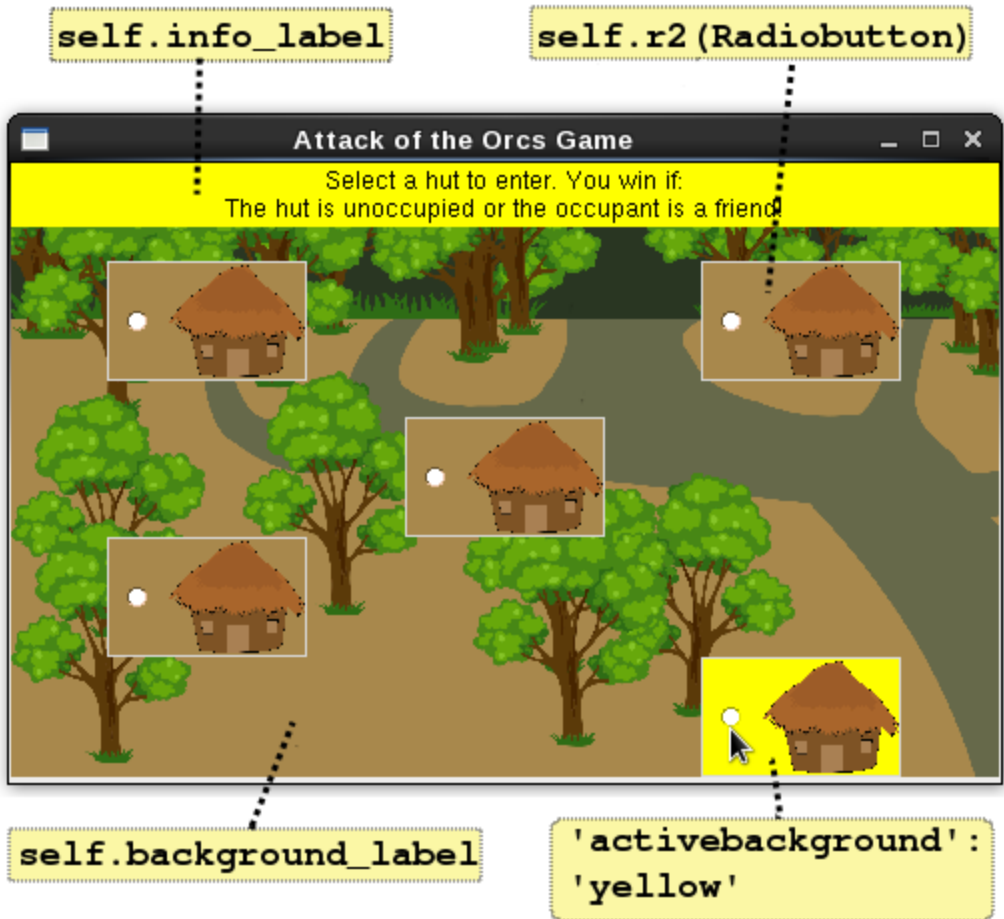 self.info_label
self.r2(Radiobutton)
Attack of the Orcs Game
Select a hut to enter. You win if:
The hut is unoccupied or the occupant is a friend!
self.background_label
'activebackground':
'yellow'